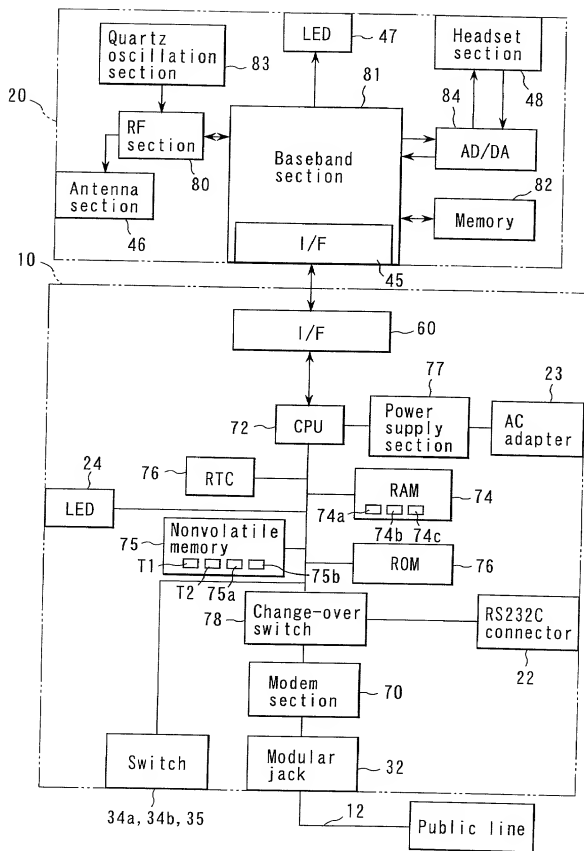 Quartz
oscillation
section
83
LED
47
Headset
section
48
20
81
84
RF
section
80
Baseband
section
AD/DA
82
Antenna
section
46
Memory
I/F
45
10
I/F
60
77
23
72
CPU
Power
supply
section
AC
adapter
24
76
RTC
RAM
74
74a
74b
74c
LED
75
Nonvolatile
memory
T1
T2
75a
75b
ROM
76
78
Change-over
switch
RS232C
connector
22
Modem
section
70
Switch
Modular
jack
32
34a, 34b, 35
12
Public line